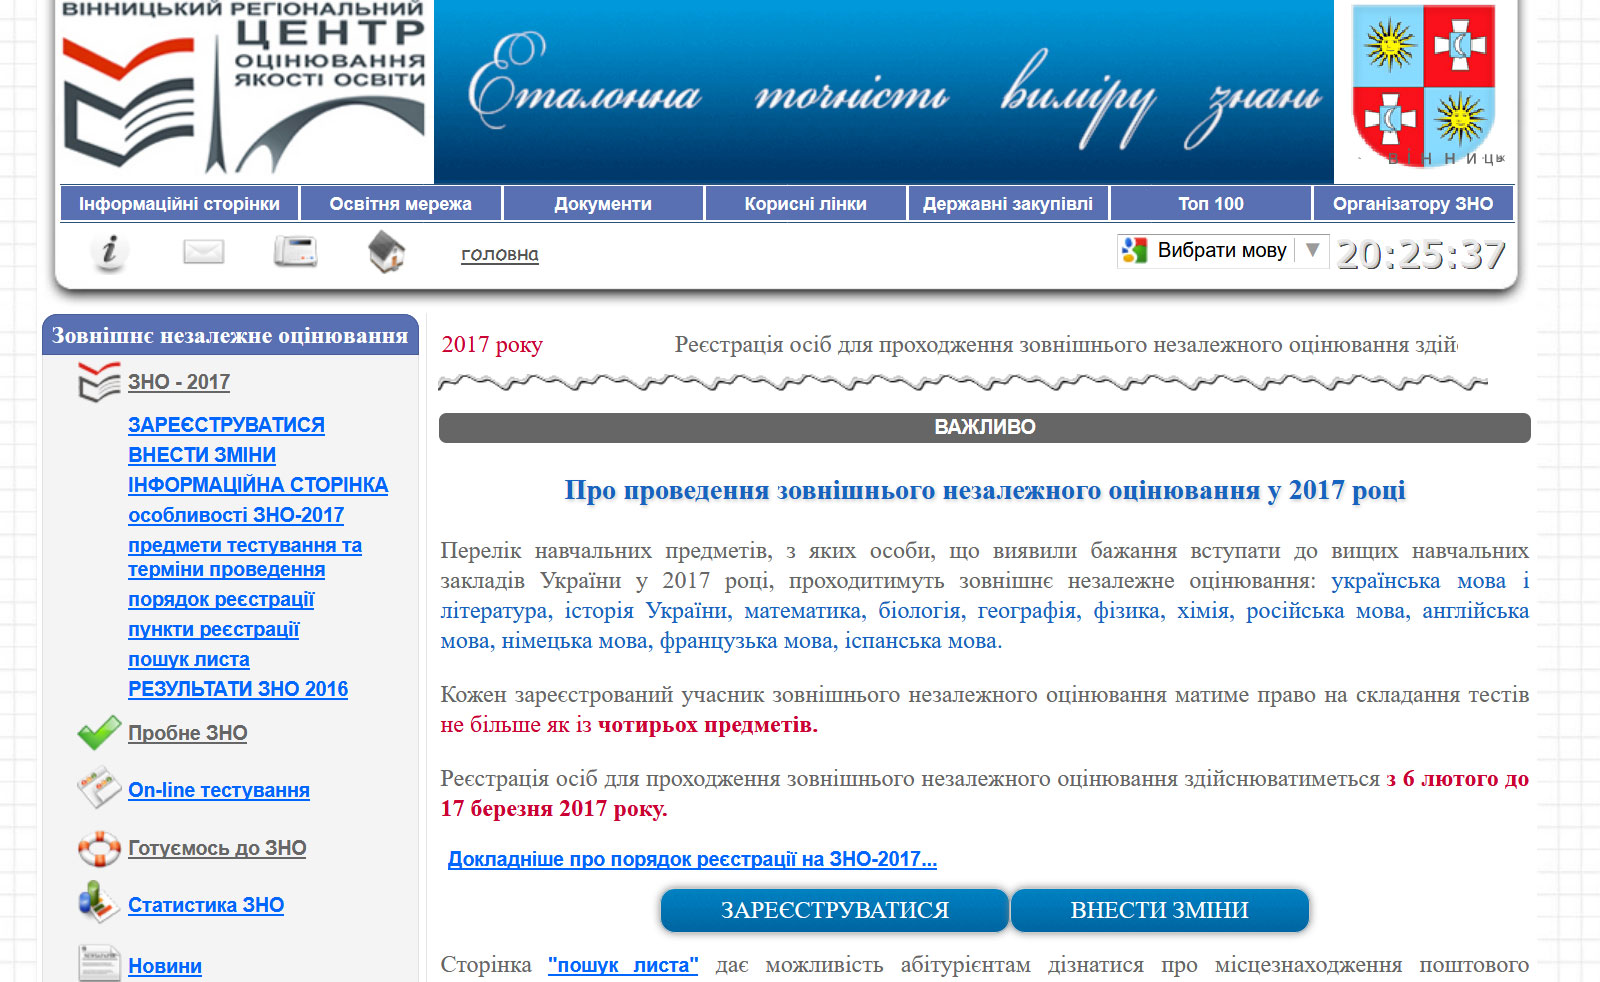 ВІННИЦЬКИЙ РЕГІОНАЛЬНИЙ
ЦЕНТР
ОЦІНЮВАННЯ
ЯКОСТІ ОСВІТИ
Еталонна точність виміру знань
Інформаційні сторінки
Освітня мережа
Документи
Корисні лінки
Державні закупівлі
Топ 100
Організатору ЗНО
головна
Вибрати мову
20:25:37
Зовнішнє незалежне оцінювання
ЗНО - 2017
ЗАРЕЄСТРУВАТИСЯ
ВНЕСТИ ЗМІНИ
ІНФОРМАЦІЙНА СТОРІНКА
особливості ЗНО-2017
предмети тестування та
терміни проведення
порядок реєстрації
пункти реєстрації
пошук листа
РЕЗУЛЬТАТИ ЗНО 2016
Пробне ЗНО
On-line тестування
Готуємось до ЗНО
Статистика ЗНО
Новини
2017 року Реєстрація осіб для проходження зовнішнього незалежного оцінювання здій
ВАЖЛИВО
Про проведення зовнішнього незалежного оцінювання у 2017 році
Перелік навчальних предметів, з яких особи, що виявили бажання вступати до вищих навчальних
закладів України у 2017 році, проходитимуть зовнішнє незалежне оцінювання: українська мова і
література, історія України, математика, біологія, географія, фізика, хімія, російська мова, англійська
мова, німецька мова, французька мова, іспанська мова.
Кожен зареєстрований учасник зовнішнього незалежного оцінювання матиме право на складання тестів
не більше як із чотирьох предметів.
Реєстрація осіб для проходження зовнішнього незалежного оцінювання здійснюватиметься з 6 лютого до
17 березня 2017 року.
Докладніше про порядок реєстрації на ЗНО-2017...
ЗАРЕЄСТРУВАТИСЯ
ВНЕСТИ ЗМІНИ
Сторінка "пошук листа" дає можливість абітурієнтам дізнатися про місцезнаходження поштового